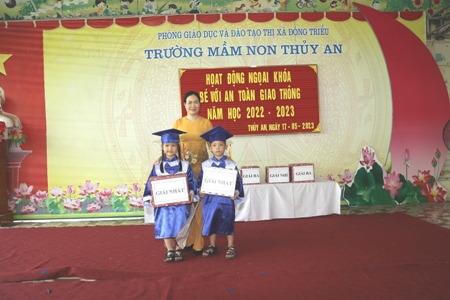 PHÒNG GIÁO DỤC VÀ ĐÀO TẠO THỊ XÃ ĐÔNG TRIỀU
TRƯỜNG MẦM NON THỦY AN
HOẠT ĐỘNG NGOẠI KHÓA
BÉ VỚI AN TOÀN GIAO THÔNG
NĂM HỌC 2022 - 2023
THỦY AN, NGÀY 17 - 05 - 2023
GIẢI NHẤT
GIẢI NHẤT
GIẢI BA
GIẢI NHÌ
GIẢI BA